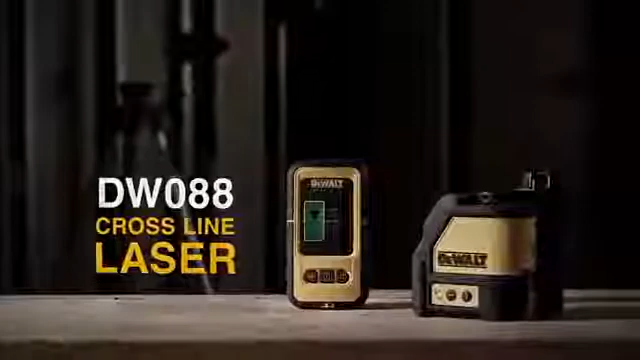 DW088
CROSS LINE
LASER
DEWALT
DEWALT